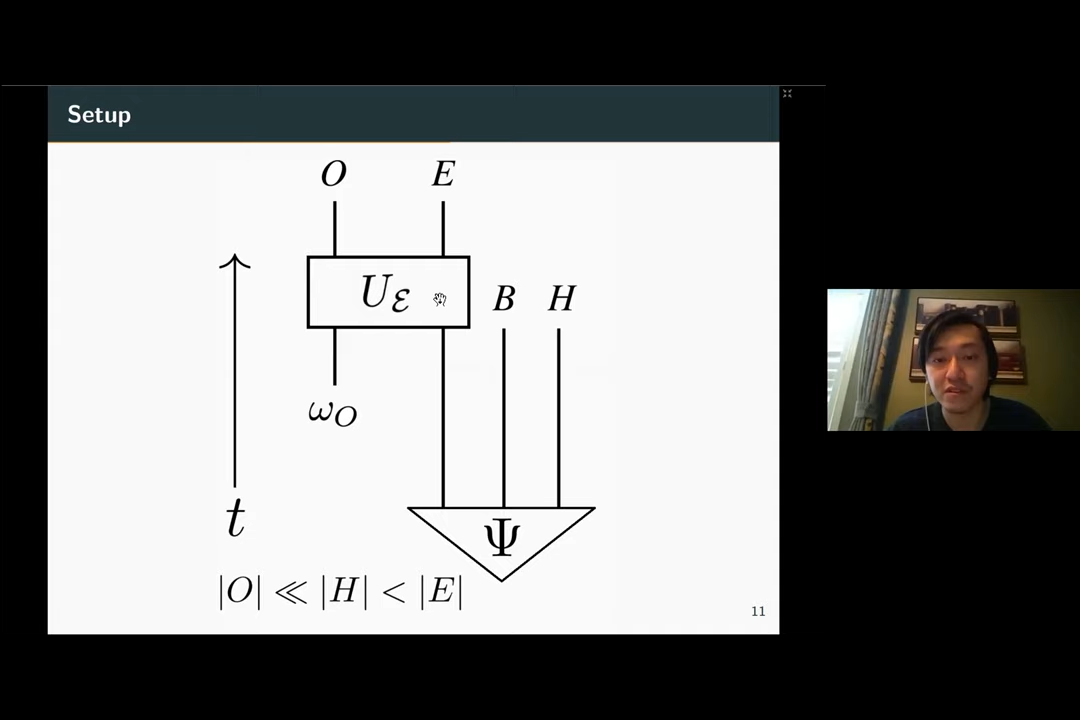 Setup
O E
U_ℰ B H
ω_O
t
Ψ
|O| ≪ |H| < |E|
11